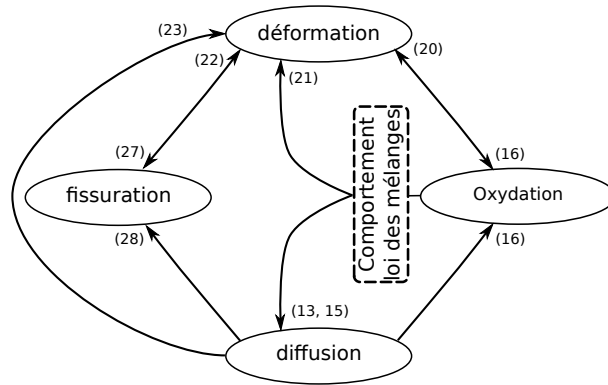 (23)
déformation
(22)
(20)
(21)
Comportement
loi des mélanges
(27)
(16)
fissuration
Oxydation
(28)
(16)
(13, 15)
diffusion